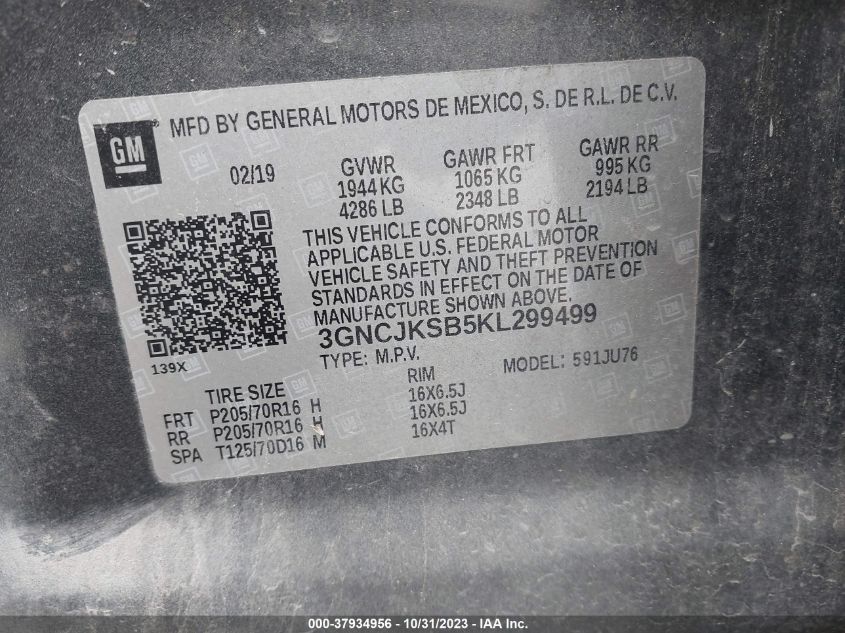 MFD BY GENERAL MOTORS DE MEXICO, S. DE R.L. DE C.V.
GM
02/19
GVWR GAWR FRT GAWR RR
1944 KG 1065 KG 995 KG
4286 LB 2348 LB 2194 LB
THIS VEHICLE CONFORMS TO ALL
APPLICABLE U.S. FEDERAL MOTOR
VEHICLE SAFETY AND THEFT PREVENTION
STANDARDS IN EFFECT ON THE DATE OF
MANUFACTURE SHOWN ABOVE.
3GNCJKSB5KL299499
139X
TYPE: M.P.V. MODEL: 591JU76
TIRE SIZE RIM
FRT P205/70R16 H 16X6.5J
RR P205/70R16 H 16X6.5J
SPA T125/70D16 M 16X4T
000-37934956 - 10/31/2023 - IAA Inc.